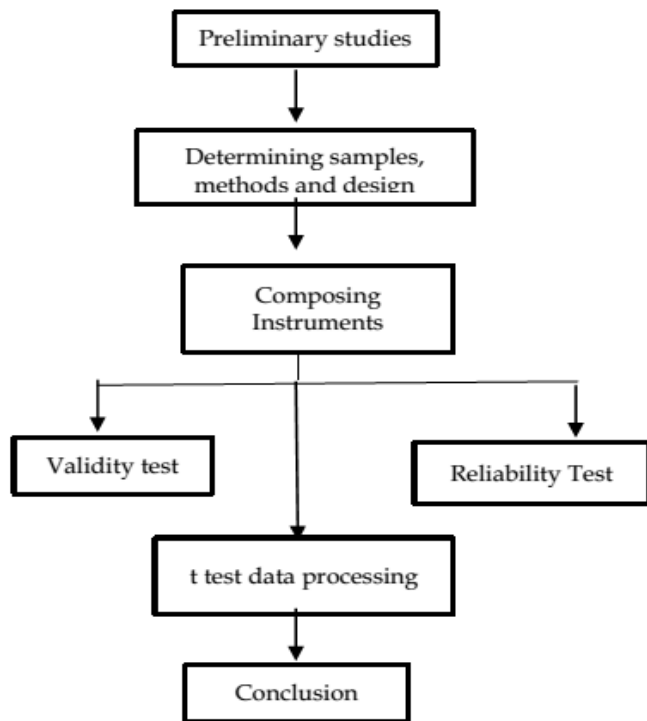 Preliminary studies
Determining samples,
methods and design
Composing
Instruments
Validity test
Reliability Test
t test data processing
Conclusion